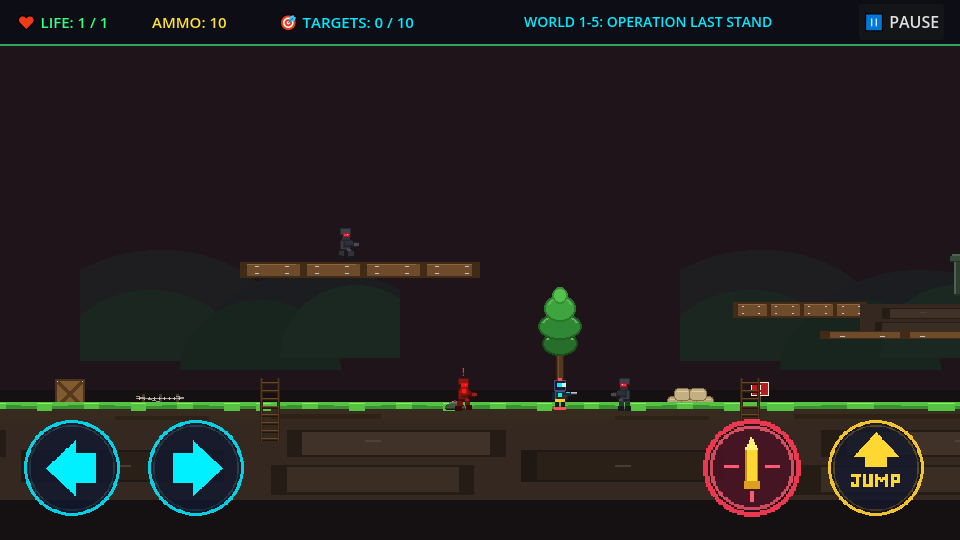 LIFE: 1 / 1
AMMO: 10
TARGETS: 0 / 10
WORLD 1-5: OPERATION LAST STAND
PAUSE
JUMP